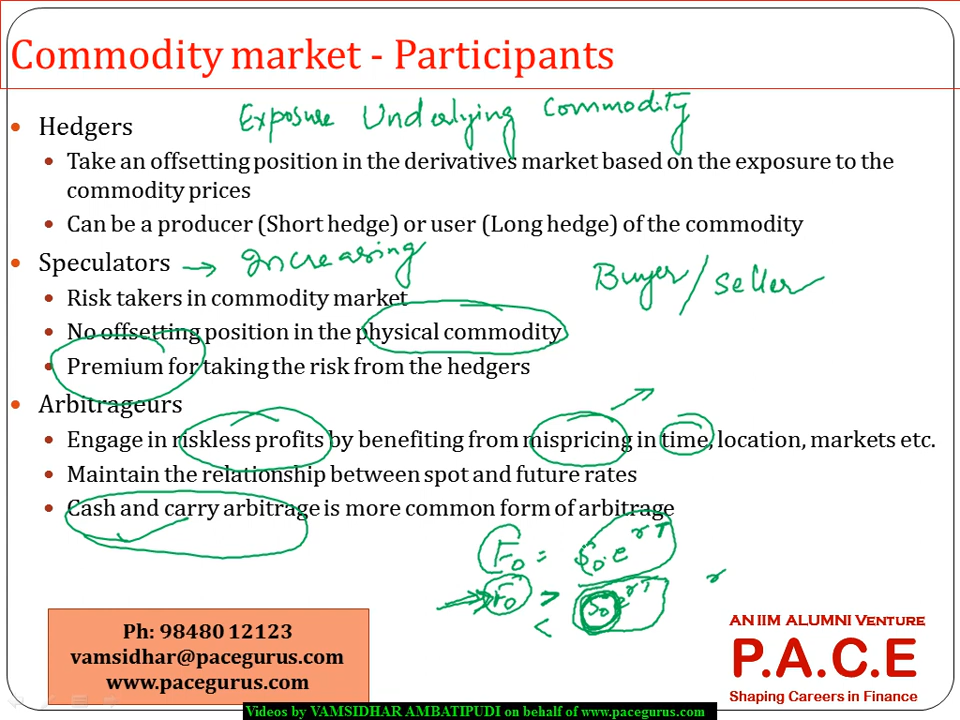 Commodity market - Participants
Exposure Underlying Commodity
• Hedgers
• Take an offsetting position in the derivatives market based on the exposure to the
commodity prices
• Can be a producer (Short hedge) or user (Long hedge) of the commodity
• Speculators → Increasing
Buyer/seller
• Risk takers in commodity market
• No offsetting position in the physical commodity
• Premium for taking the risk from the hedgers
• Arbitrageurs
• Engage in riskless profits by benefiting from mispricing in time, location, markets etc.
• Maintain the relationship between spot and future rates
• Cash and carry arbitrage is more common form of arbitrage
F₀ = S₀e^rT
F₀ > S₀e^rT
<
r
Ph: 98480 12123
vamsidhar@pacegurus.com
www.pacegurus.com
AN IIM ALUMNI VENTURE
P.A.C.E
Shaping Careers in Finance
Videos by VAMSIDHAR AMBATIPUDI on behalf of www.pacegurus.com